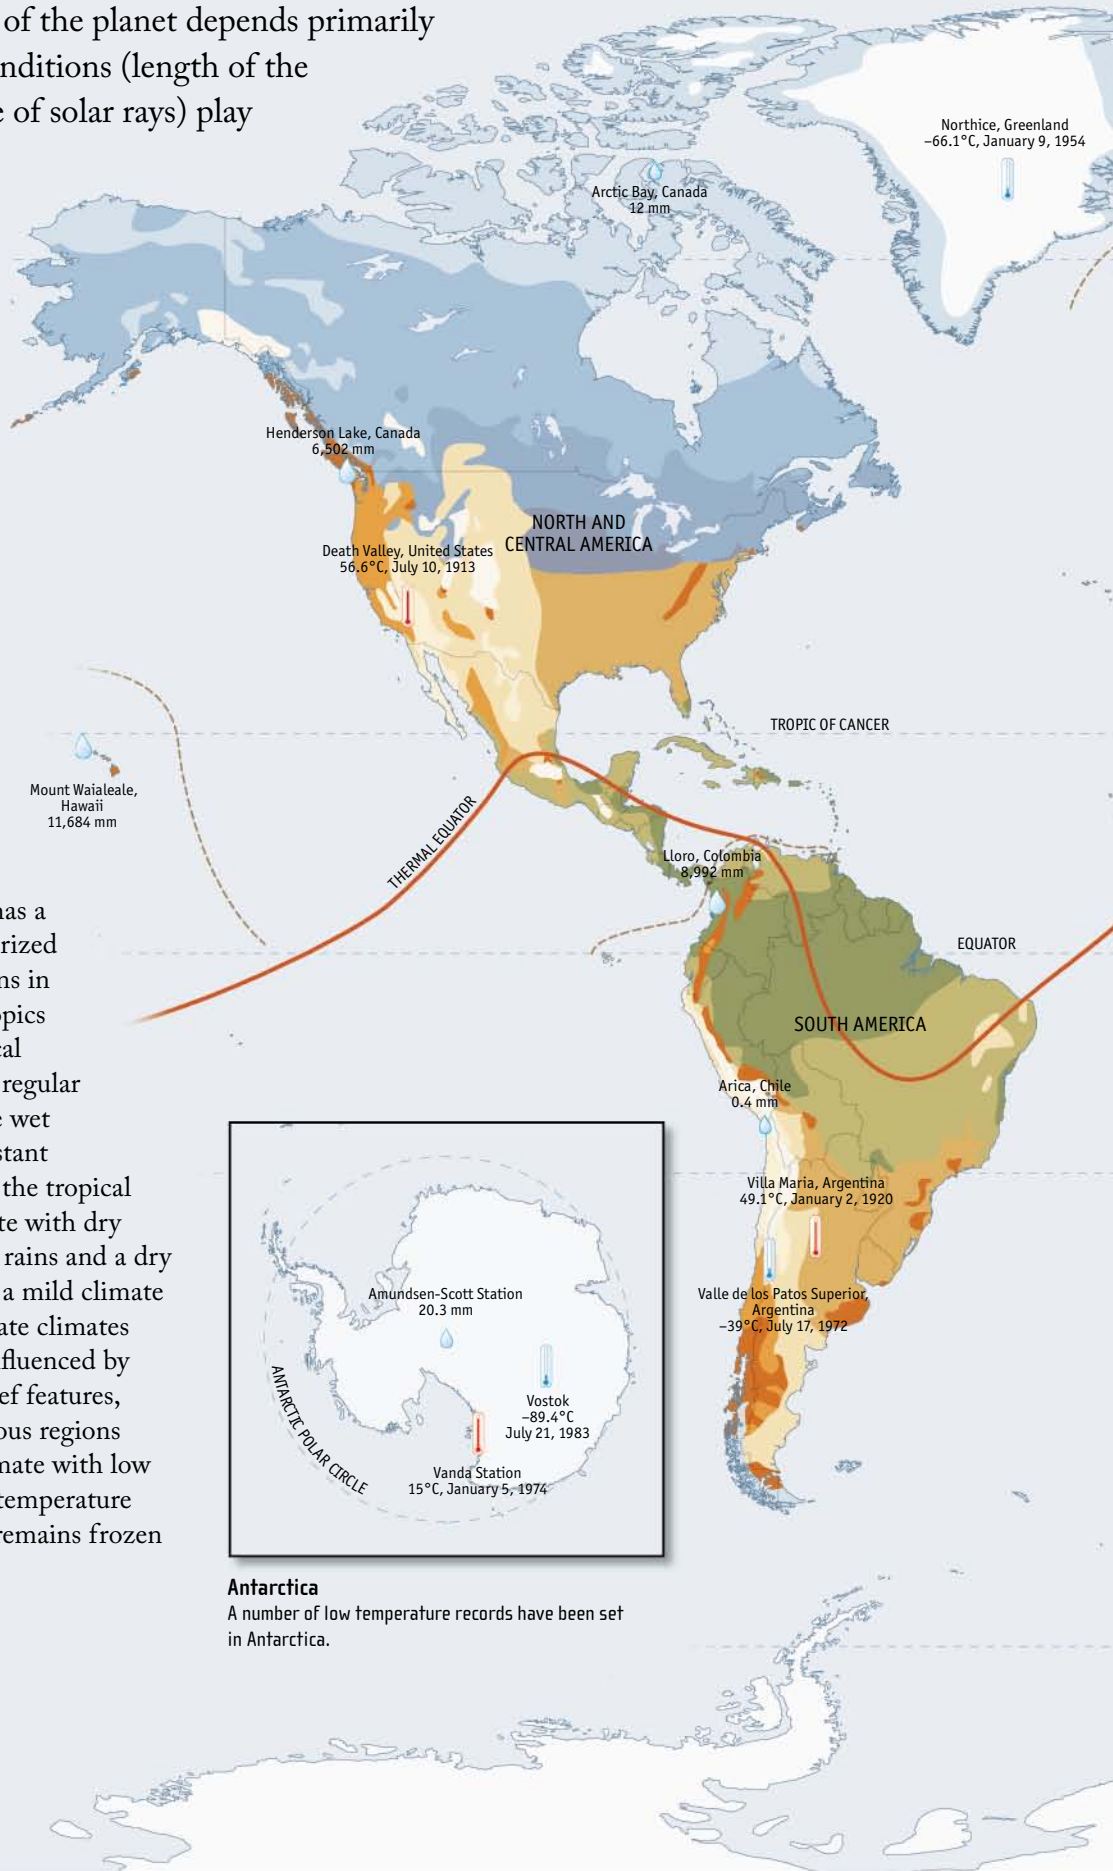 of the planet depends primarily
nditions (length of the
e of solar rays) play
Northice, Greenland
–66.1°C, January 9, 1954
Arctic Bay, Canada
12 mm
Henderson Lake, Canada
6,502 mm
NORTH AND
CENTRAL AMERICA
Death Valley, United States
56.6°C, July 10, 1913
TROPIC OF CANCER
Mount Waialeale,
Hawaii
11,684 mm
THERMAL EQUATOR
Lloro, Colombia
8,992 mm
EQUATOR
SOUTH AMERICA
Arica, Chile
0.4 mm
Villa Maria, Argentina
49.1°C, January 2, 1920
Valle de los Patos Superior,
Argentina
–39°C, July 17, 1972
has a
rized
ns in
pics
cal
regular
e wet
stant
the tropical
te with dry
rains and a dry
a mild climate
ate climates
nfluenced by
ef features,
ous regions
mate with low
temperature
remains frozen
Amundsen-Scott Station
20.3 mm
Vostok
–89.4°C
July 21, 1983
Vanda Station
15°C, January 5, 1974
ANTARCTIC POLAR CIRCLE
Antarctica
A number of low temperature records have been set
in Antarctica.